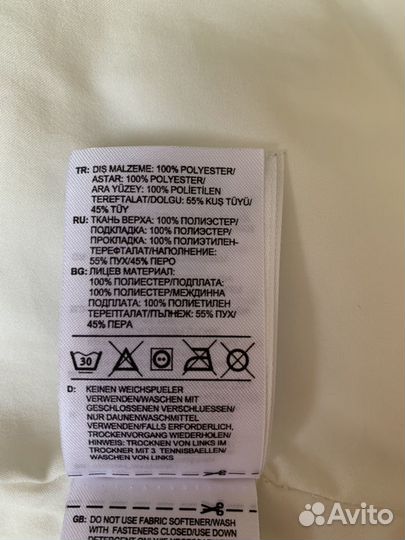 TR: DIŞ MALZEME: 100% POLYESTER/
ASTAR: 100% POLYESTER/
ARA YÜZEY: 100% POLİETİLEN
TEREFTALAT/DOLGU: 55% KUŞ TÜYÜ/
45% TÜY
RU: ТКАНЬ ВЕРХА: 100% ПОЛИЭСТЕР/
ПОДКЛАДКА: 100% ПОЛИЭСТЕР/
ПРОКЛАДКА: 100% ПОЛИЭТИЛЕН-
ТЕРЕФТАЛАТ/НАПОЛНЕНИЕ:
55% ПУХ/45% ПЕРО
BG: ЛИЦЕВ МАТЕРИАЛ:
100% ПОЛИЕСТЕР/ПОДПЛАТА:
100% ПОЛИЕСТЕР/МЕЖДИННА
ПОДПЛАТА: 100% ПОЛИЕТИЛЕН
ТЕРЕПТАЛАТ/ПЪЛНЕЖ: 55% ПУХ/
45% ПЕРА
30
D: KEINEN WEICHSPUELER
VERWENDEN/WASCHEN MIT
GESCHLOSSENEN VERSCHLUESSEN/
NUR DAUNENWASCHMITTEL
VERWENDEN/FALLS ERFORDERLICH,
TROCKENVORGANG WIEDERHOLEN/
HINWEIS: TROCKNEN VON LINKS IM
TROCKNER MIT 3 TENNISBAELLEN/
WASCHEN VON LINKS
GB: DO NOT USE FABRIC SOFTENER/WASH
WITH FASTENERS CLOSED/USE DOWN
Avito